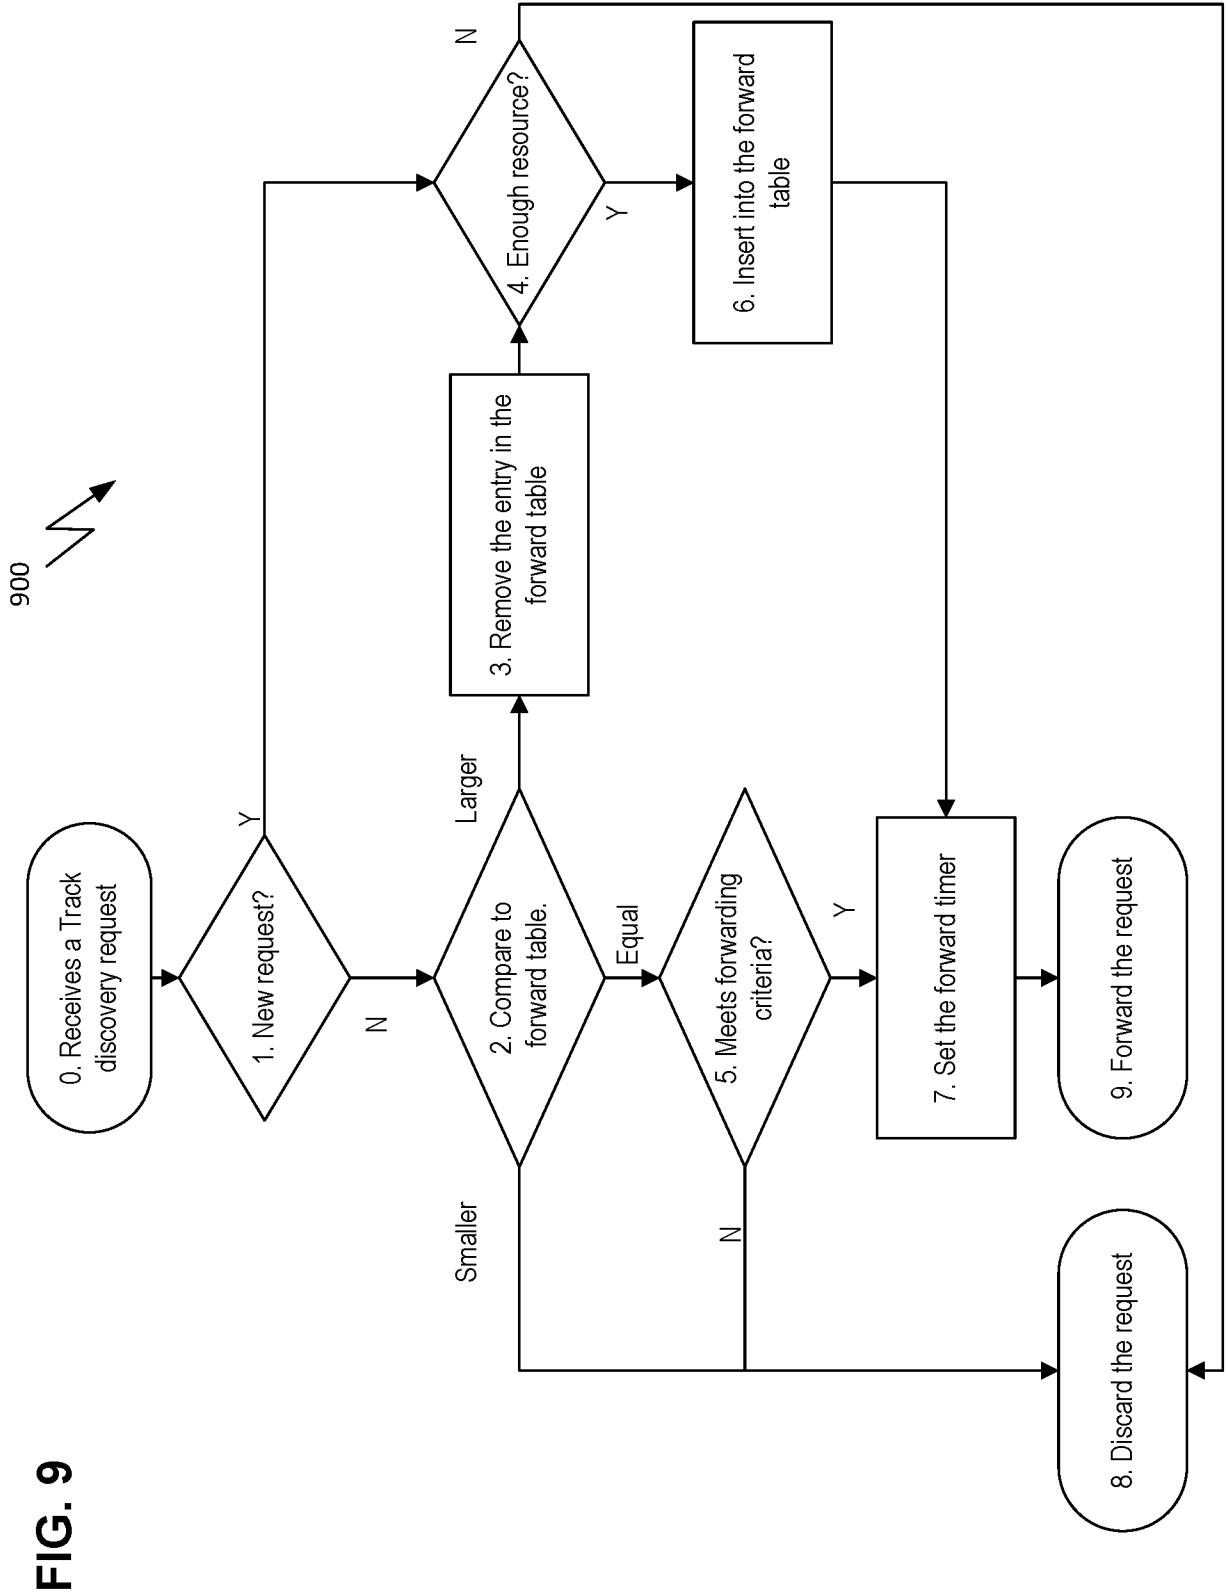 FIG. 9
900
0. Receives a Track
discovery request
1. New request?
Y
N
2. Compare to
forward table.
Smaller
Larger
Equal
3. Remove the entry in the
forward table
4. Enough resource?
N
Y
5. Meets forwarding
criteria?
N
Y
6. Insert into the forward
table
7. Set the forward timer
8. Discard the request
9. Forward the request